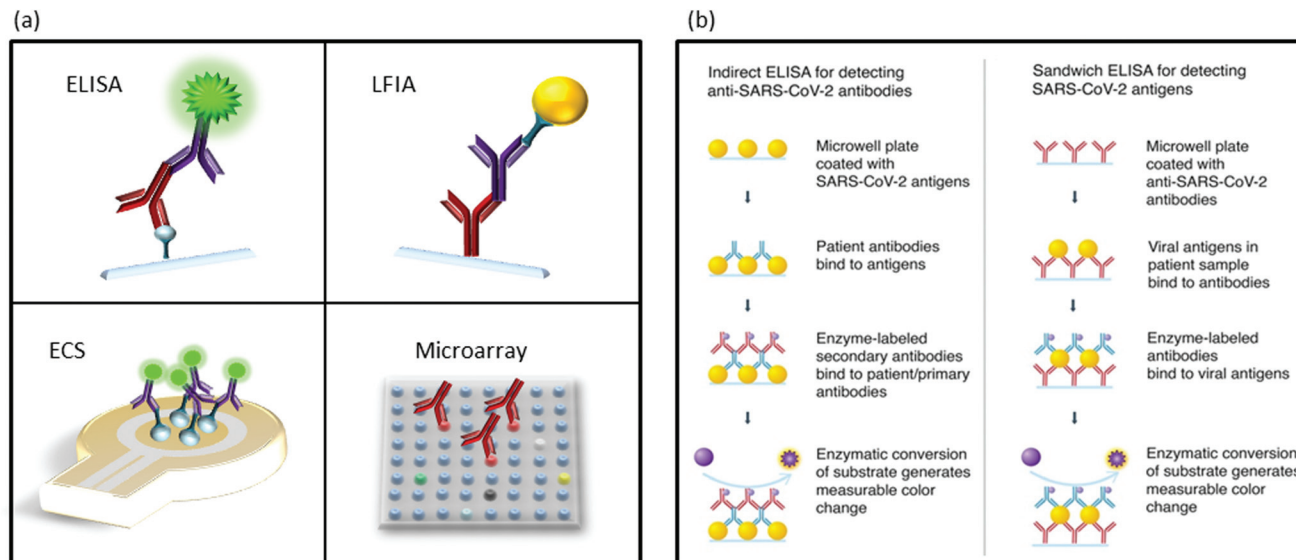 (a)
ELISA
LFIA
ECS
Microarray
(b)
Indirect ELISA for detecting
anti-SARS-CoV-2 antibodies
Microwell plate
coated with
SARS-CoV-2 antigens
Patient antibodies
bind to antigens
Enzyme-labeled
secondary antibodies
bind to patient/primary
antibodies
Enzymatic conversion
of substrate generates
measurable color
change
Sandwich ELISA for detecting
SARS-CoV-2 antigens
Microwell plate
coated with
anti-SARS-CoV-2
antibodies
Viral antigens in
patient sample
bind to antibodies
Enzyme-labeled
antibodies
bind to viral antigens
Enzymatic conversion
of substrate generates
measurable color
change